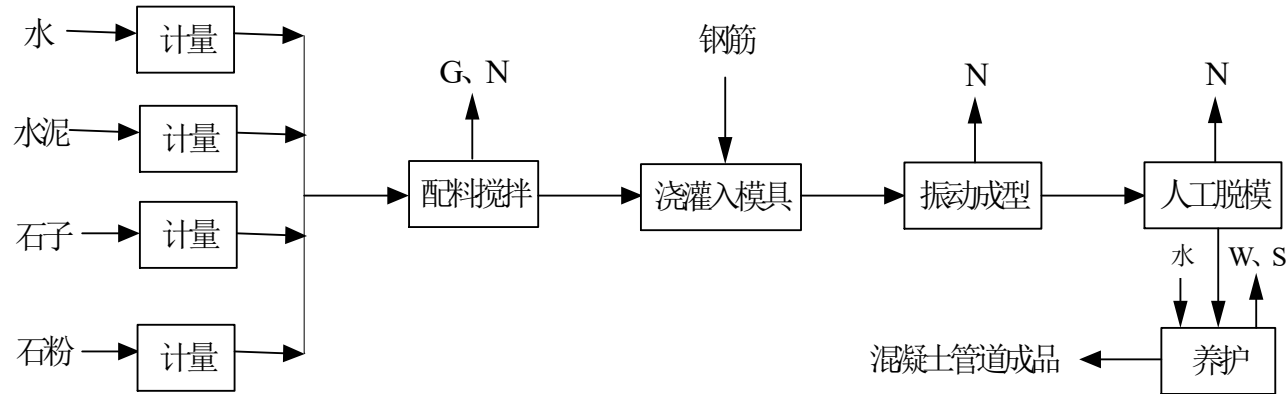 水
计量
水泥
计量
石子
计量
石粉
计量
G、N
配料搅拌
钢筋
浇灌入模具
N
振动成型
N
人工脱模
水
W、S
养护
混凝土管道成品